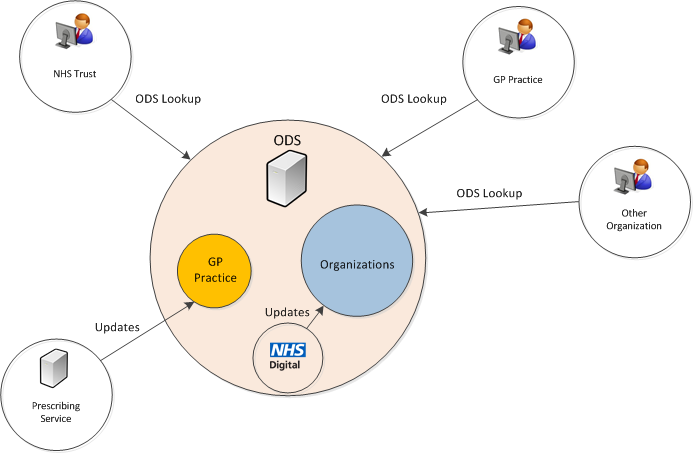 NHS Trust
GP Practice
ODS Lookup
ODS Lookup
ODS
ODS Lookup
Other
Organization
GP
Practice
Organizations
Updates
Updates
NHS
Digital
Prescribing
Service